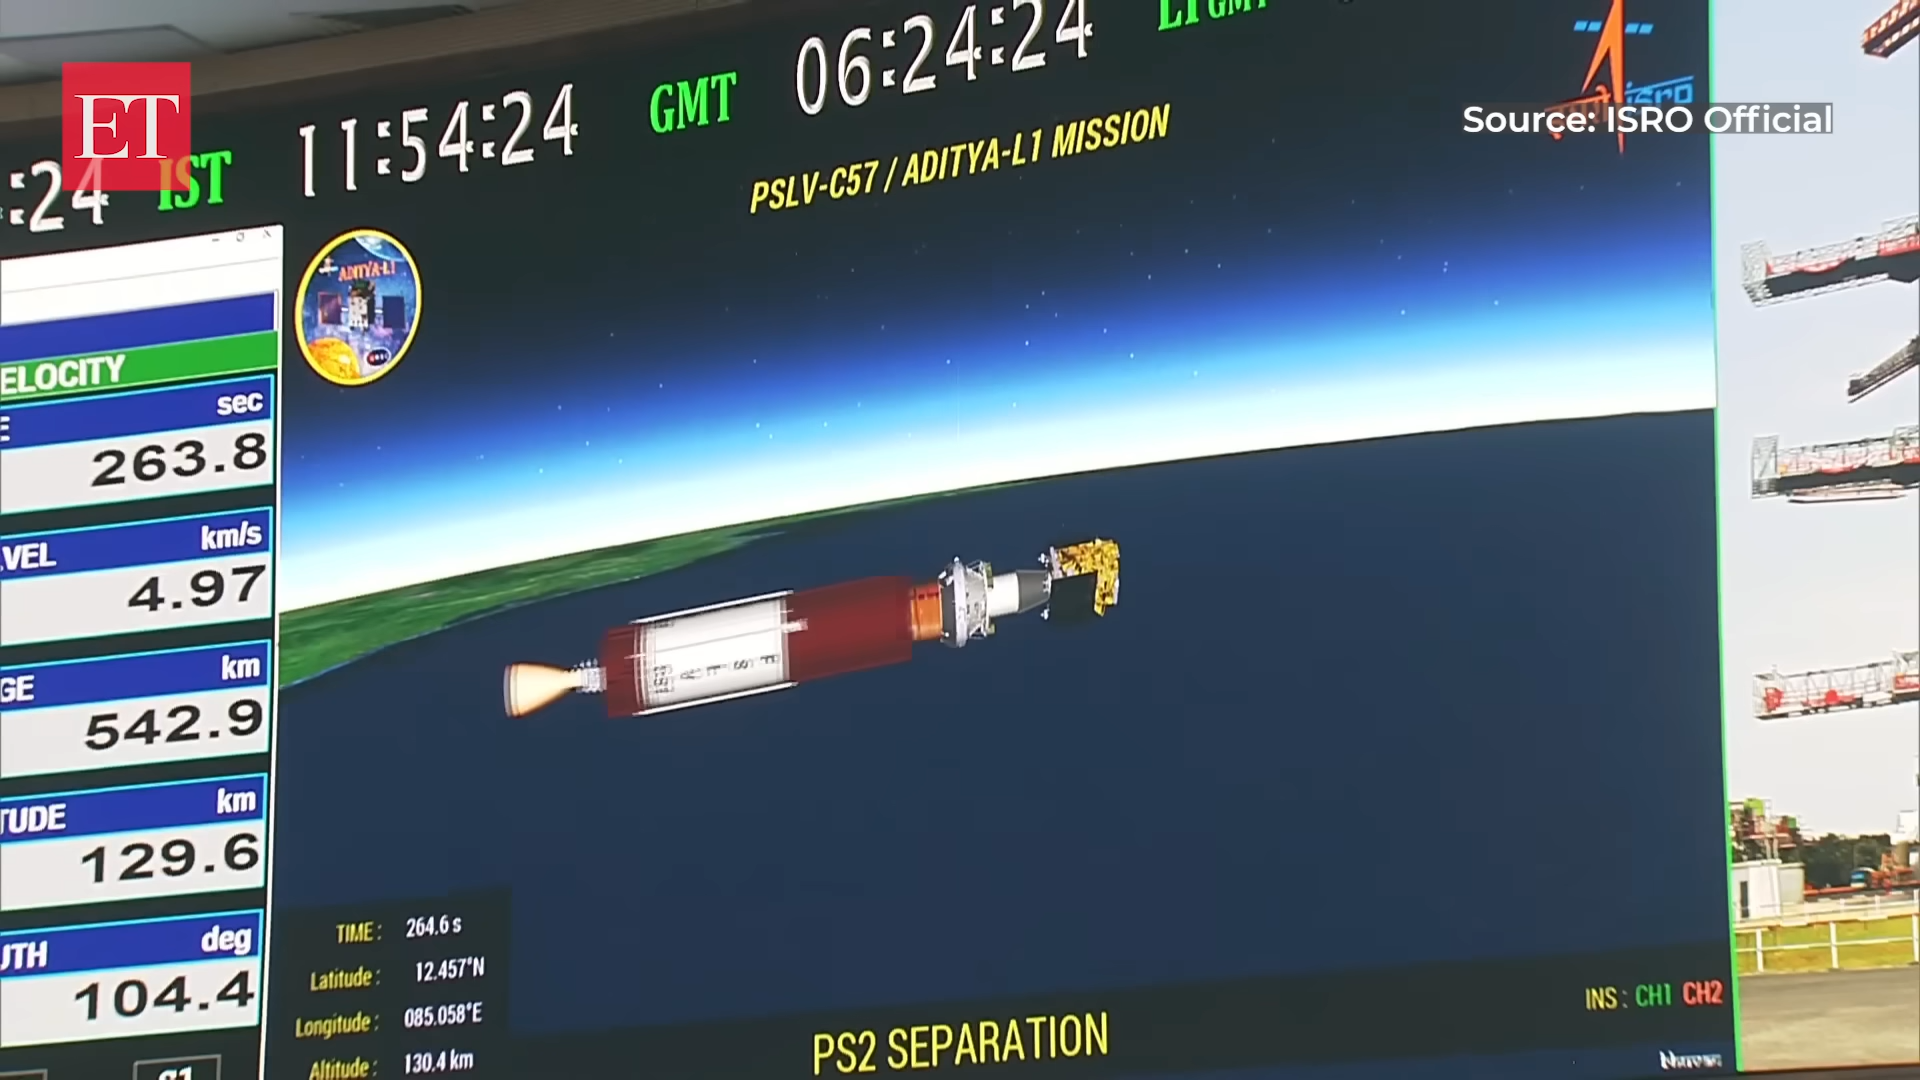 ET
:24 IST 11:54:24 GMT 06:24:24
Source: ISRO Official
isro
PSLV-C57 / ADITYA-L1 MISSION
ADITYA-L1
ELOCITY
sec
263.8
VEL km/s
4.97
GE km
542.9
TUDE km
129.6
UTH deg
104.4
TIME : 264.6 s
Latitude : 12.457°N
Longitude : 085.058°E
Altitude : 130.4 km
PS2 SEPARATION
INS : CH1 CH2